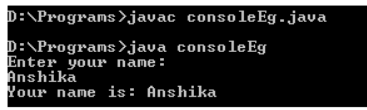 D:\Programs>javac consoleEg.java
D:\Programs>java consoleEg
Enter your name:
Anshika
Your name is: Anshika